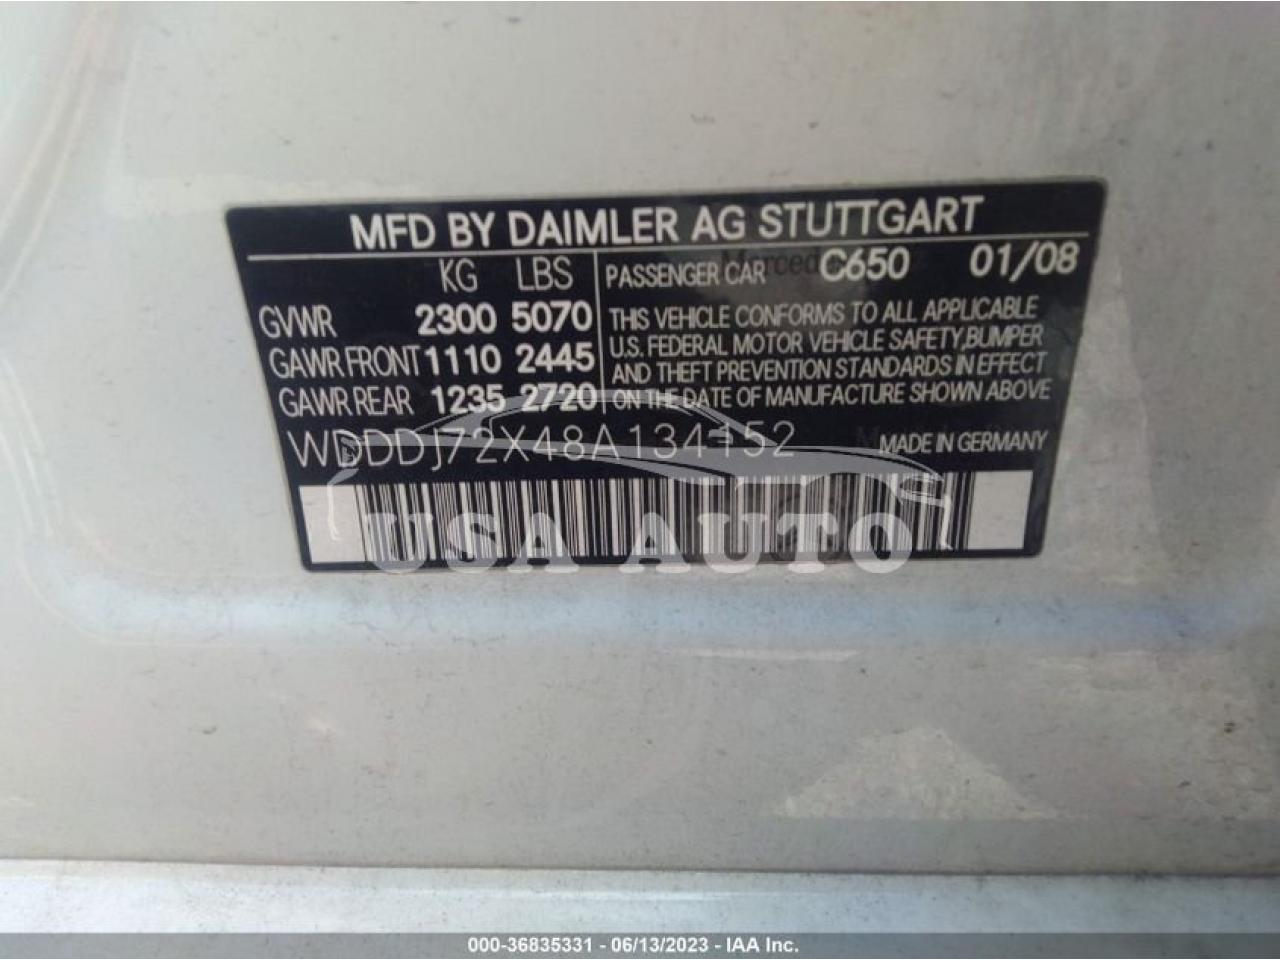 MFD BY DAIMLER AG STUTTGART
KG LBS
GVWR 2300 5070
GAWR FRONT 1110 2445
GAWR REAR 1235 2720
PASSENGER CAR C650 01/08
THIS VEHICLE CONFORMS TO ALL APPLICABLE
U.S. FEDERAL MOTOR VEHICLE SAFETY,BUMPER
AND THEFT PREVENTION STANDARDS IN EFFECT
ON THE DATE OF MANUFACTURE SHOWN ABOVE
WDDDJ72X48A134152 MADE IN GERMANY
USA AUTO
000-36835331 - 06/13/2023 - IAA Inc.